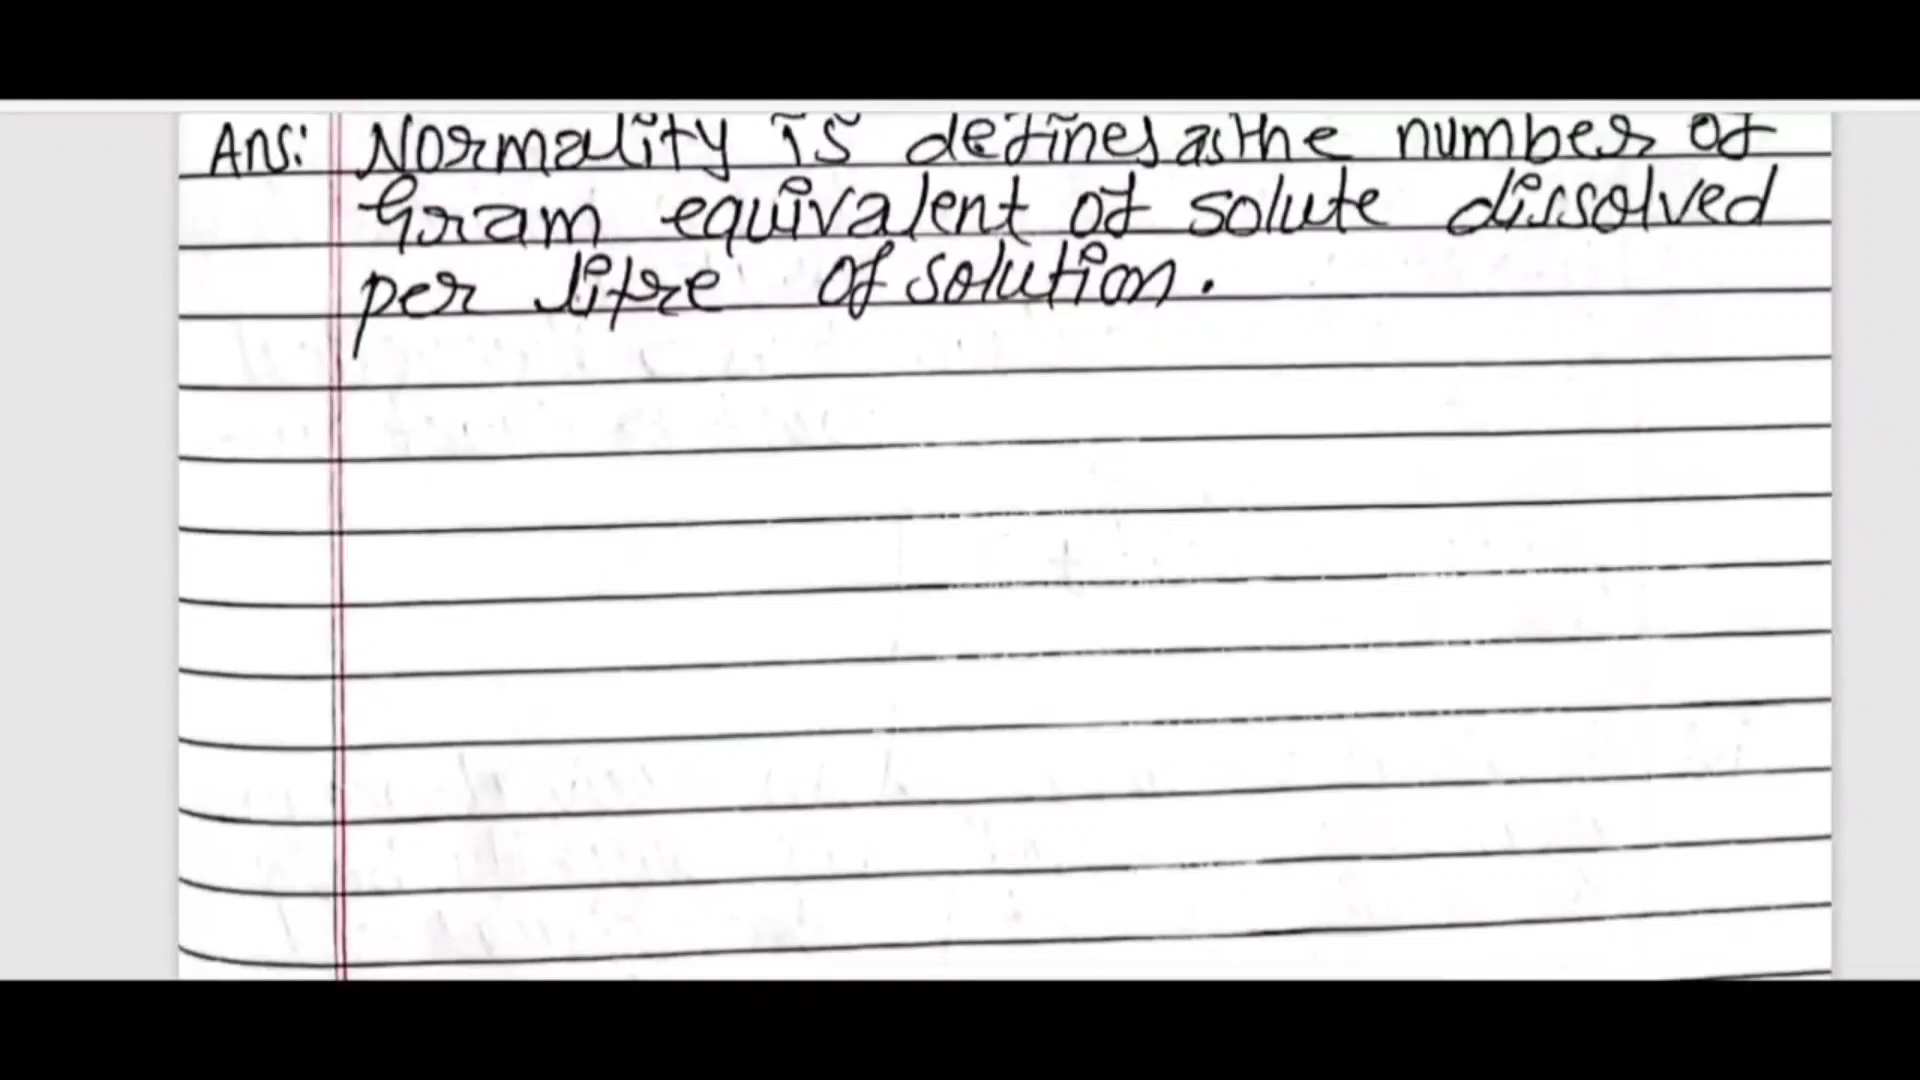 Ans: Normality is defines as the number of
Gram equivalent of solute dissolved
per litre of solution.